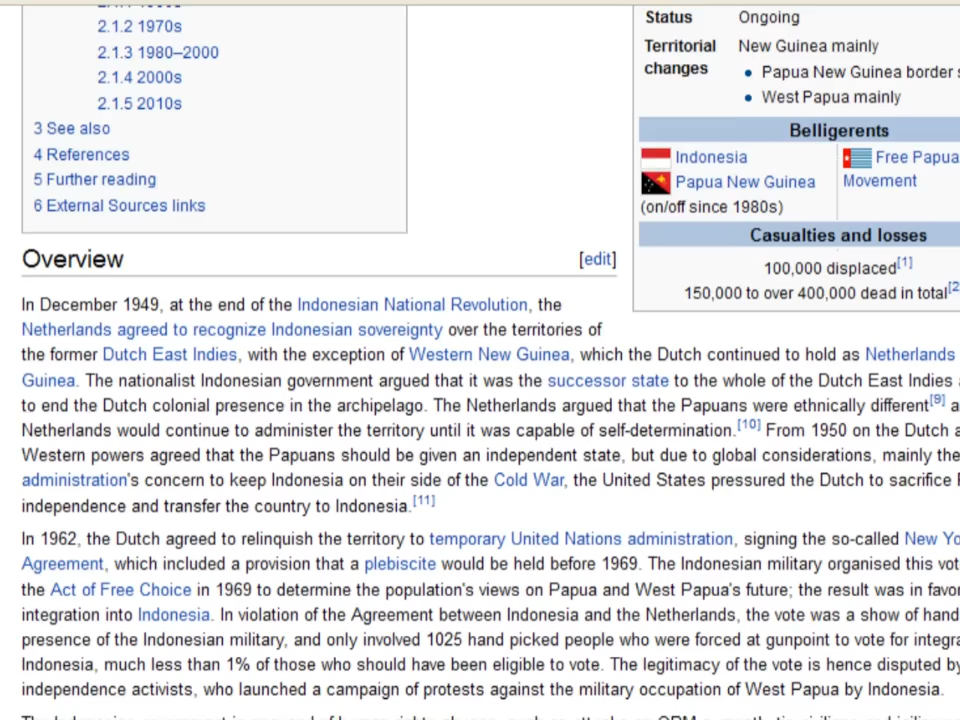 2.1.2 1970s
2.1.3 1980–2000
2.1.4 2000s
2.1.5 2010s
3 See also
4 References
5 Further reading
6 External Sources links
Status Ongoing
Territorial changes New Guinea mainly
Papua New Guinea border
West Papua mainly
Belligerents
Indonesia
Papua New Guinea
(on/off since 1980s)
Free Papua
Movement
Casualties and losses
100,000 displaced[1]
150,000 to over 400,000 dead in total[2
Overview [edit]
In December 1949, at the end of the Indonesian National Revolution, the
Netherlands agreed to recognize Indonesian sovereignty over the territories of
the former Dutch East Indies, with the exception of Western New Guinea, which the Dutch continued to hold as Netherlands
Guinea. The nationalist Indonesian government argued that it was the successor state to the whole of the Dutch East Indies
to end the Dutch colonial presence in the archipelago. The Netherlands argued that the Papuans were ethnically different[9]
Netherlands would continue to administer the territory until it was capable of self-determination.[10] From 1950 on the Dutch
Western powers agreed that the Papuans should be given an independent state, but due to global considerations, mainly the
administration's concern to keep Indonesia on their side of the Cold War, the United States pressured the Dutch to sacrifice
independence and transfer the country to Indonesia.[11]
In 1962, the Dutch agreed to relinquish the territory to temporary United Nations administration, signing the so-called New Yo
Agreement, which included a provision that a plebiscite would be held before 1969. The Indonesian military organised this vot
the Act of Free Choice in 1969 to determine the population's views on Papua and West Papua's future; the result was in favo
integration into Indonesia. In violation of the Agreement between Indonesia and the Netherlands, the vote was a show of hand
presence of the Indonesian military, and only involved 1025 hand picked people who were forced at gunpoint to vote for integra
Indonesia, much less than 1% of those who should have been eligible to vote. The legitimacy of the vote is hence disputed by
independence activists, who launched a campaign of protests against the military occupation of West Papua by Indonesia.